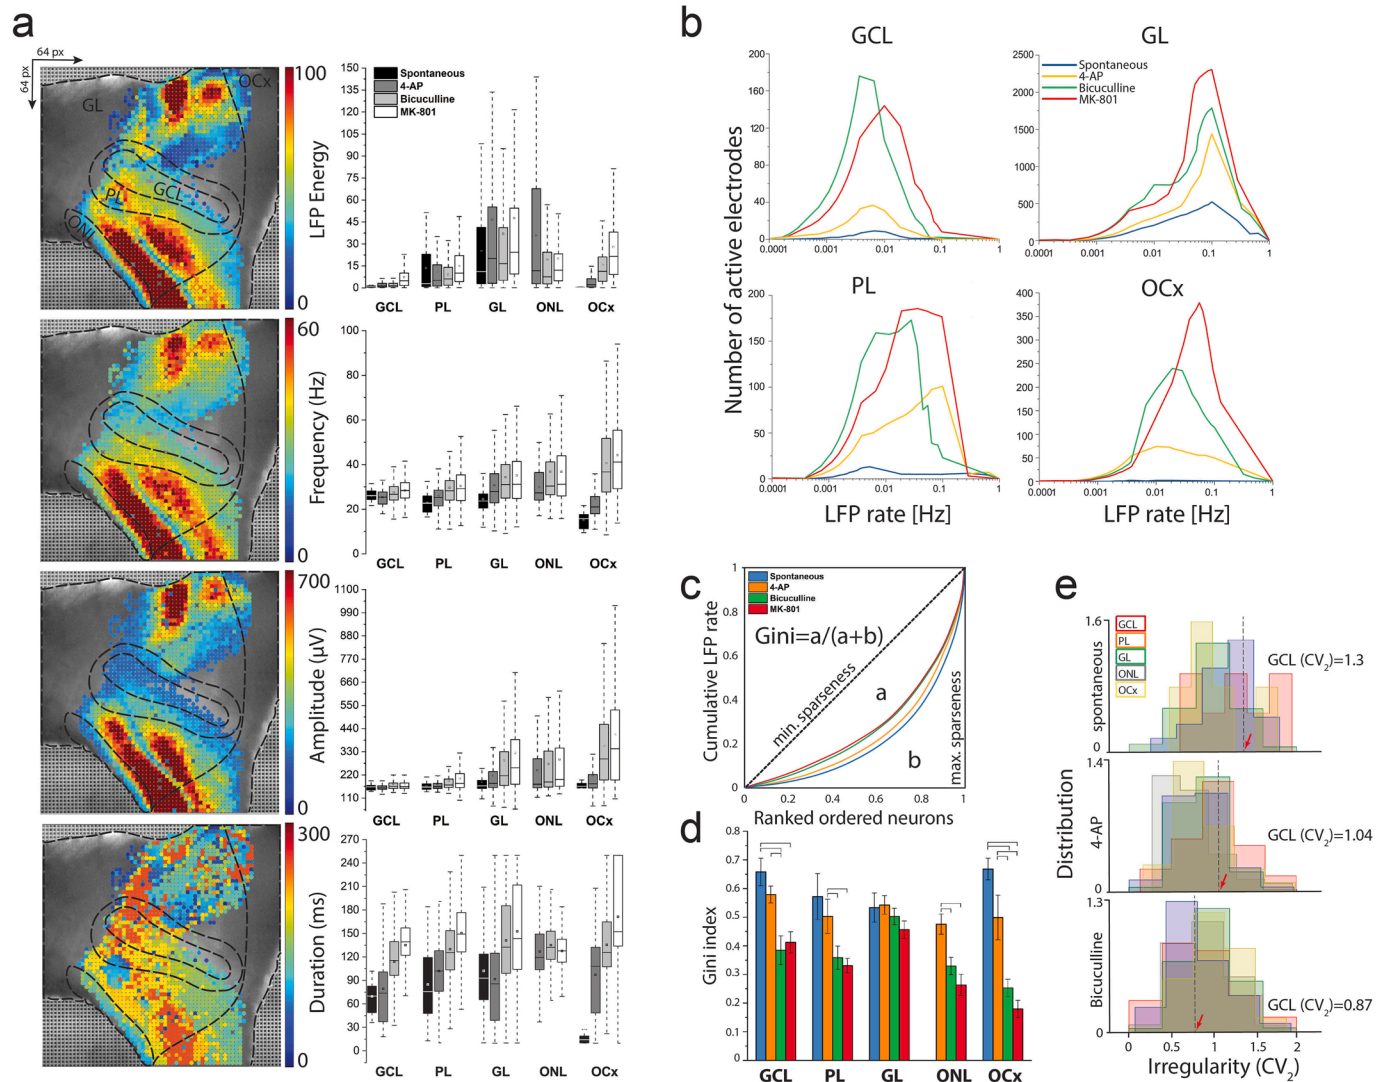 a
64 px
64 px
GL
OCx
PL
GCL
ONL
100
LFP Energy
0
150
135
120
105
90
75
60
45
30
15
0
Spontaneous
4-AP
Bicuculline
MK-801
GCL PL GL ONL OCx
60
Frequency (Hz)
0
100
80
60
40
20
0
GCL PL GL ONL OCx
700
Amplitude (µV)
0
1100
990
880
770
660
550
440
330
220
110
GCL PL GL ONL OCx
300
Duration (ms)
0
270
240
210
180
150
120
90
60
30
0
GCL PL GL ONL OCx
b
Number of active electrodes
GCL
200
160
120
80
40
0
0.0001 0.001 0.01 0.1 1
GL
2500
2000
1500
1000
500
0
Spontaneous
4-AP
Bicuculline
MK-801
0.0001 0.001 0.01 0.1 1
PL
200
150
100
50
0
0.0001 0.001 0.01 0.1 1
LFP rate [Hz]
OCx
400
350
300
250
200
150
100
50
0
0.0001 0.001 0.01 0.1 1
LFP rate [Hz]
c
Cumulative LFP rate
1
0.8
0.6
0.4
0.2
0
Spontaneous
4-AP
Bicuculline
MK-801
Gini=a/(a+b)
min. sparseness
a
b
max. sparseness
0 0.2 0.4 0.6 0.8 1
Ranked ordered neurons
d
Gini index
0.8
0.7
0.6
0.5
0.4
0.3
0.2
0.1
0
GCL PL GL ONL OCx
e
Distribution
spontaneous
1.6
0
GCL
PL
GL
ONL
OCx
GCL (CV2)=1.3
4-AP
1.4
0
GCL (CV2)=1.04
Bicuculline
1.3
0
GCL (CV2)=0.87
0 0.5 1 1.5 2
Irregularity (CV2)